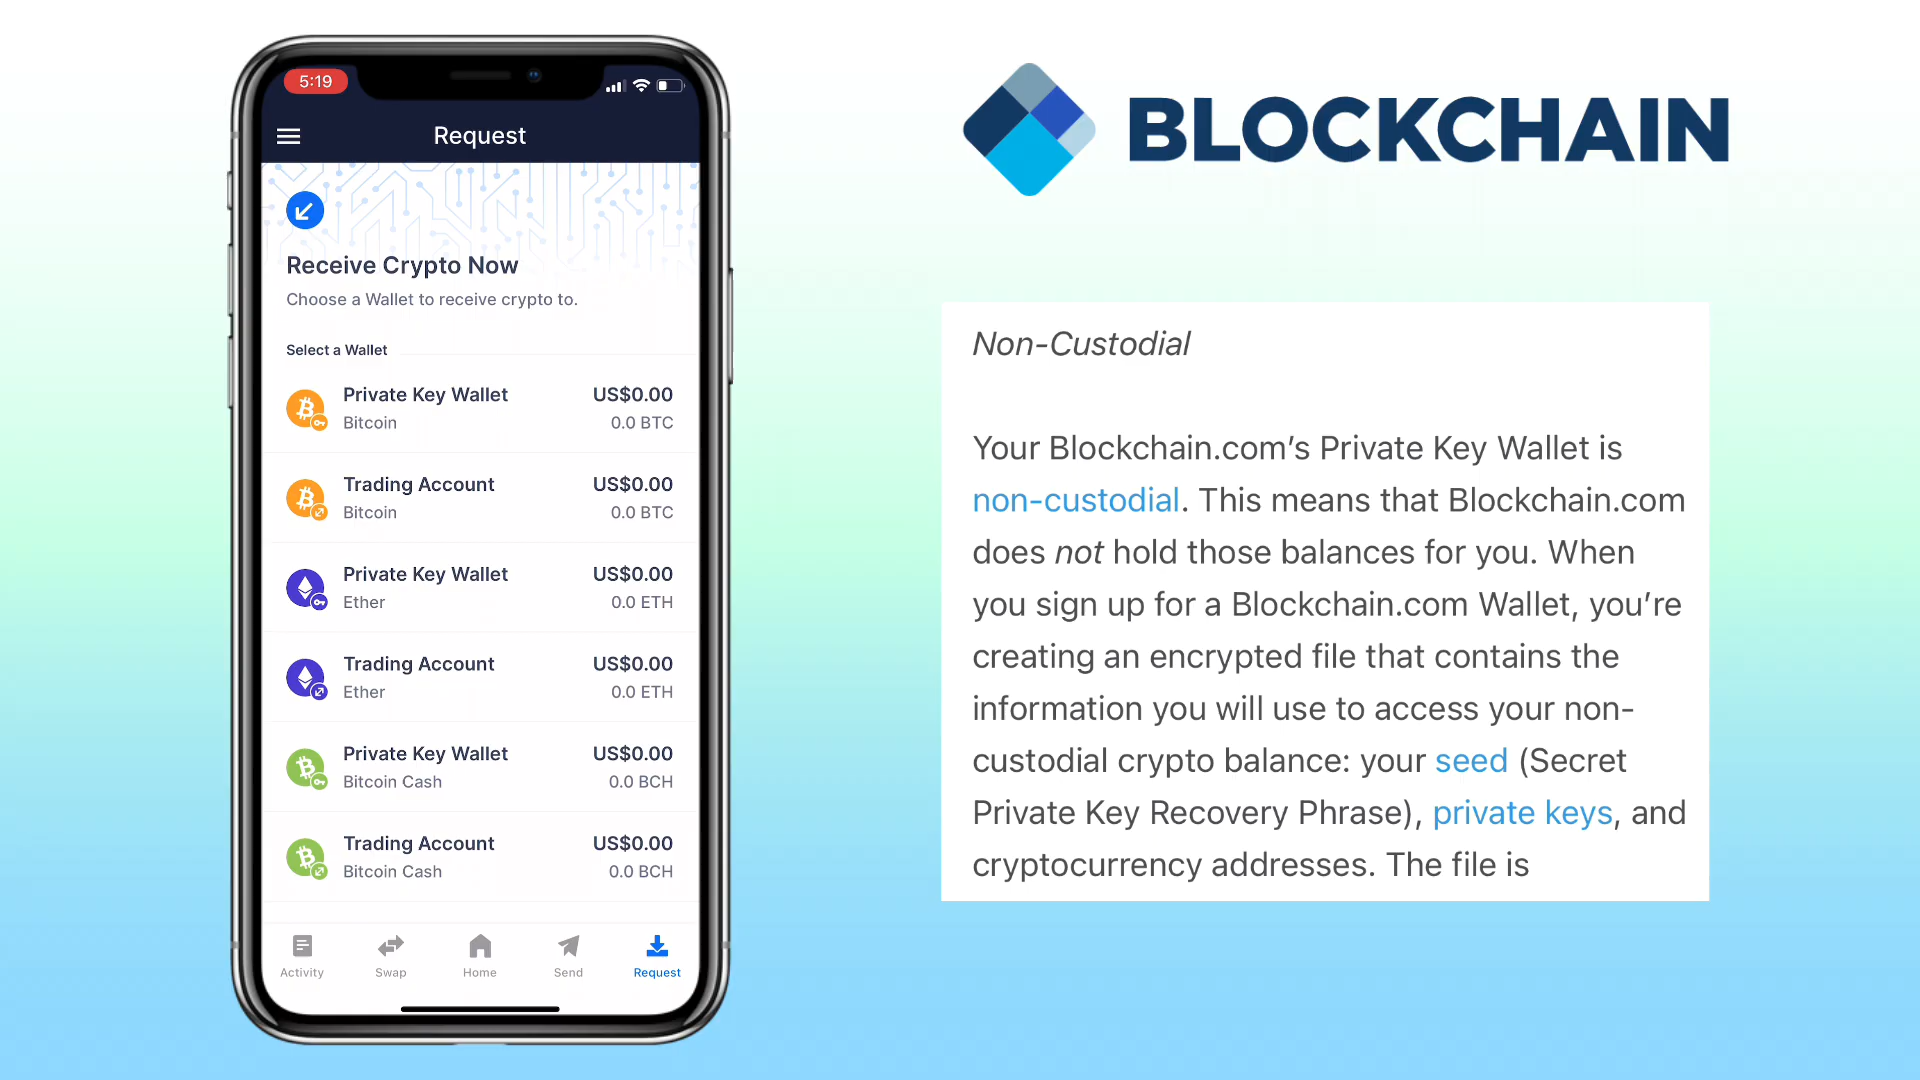 5:19
Request
Receive Crypto Now
Choose a Wallet to receive crypto to.
Select a Wallet
Private Key Wallet US$0.00
Bitcoin 0.0 BTC
Trading Account US$0.00
Bitcoin 0.0 BTC
Private Key Wallet US$0.00
Ether 0.0 ETH
Trading Account US$0.00
Ether 0.0 ETH
Private Key Wallet US$0.00
Bitcoin Cash 0.0 BCH
Trading Account US$0.00
Bitcoin Cash 0.0 BCH
Activity Swap Home Send Request
BLOCKCHAIN
Non-Custodial
Your Blockchain.com’s Private Key Wallet is
non-custodial. This means that Blockchain.com
does not hold those balances for you. When
you sign up for a Blockchain.com Wallet, you’re
creating an encrypted file that contains the
information you will use to access your non-
custodial crypto balance: your seed (Secret
Private Key Recovery Phrase), private keys, and
cryptocurrency addresses. The file is